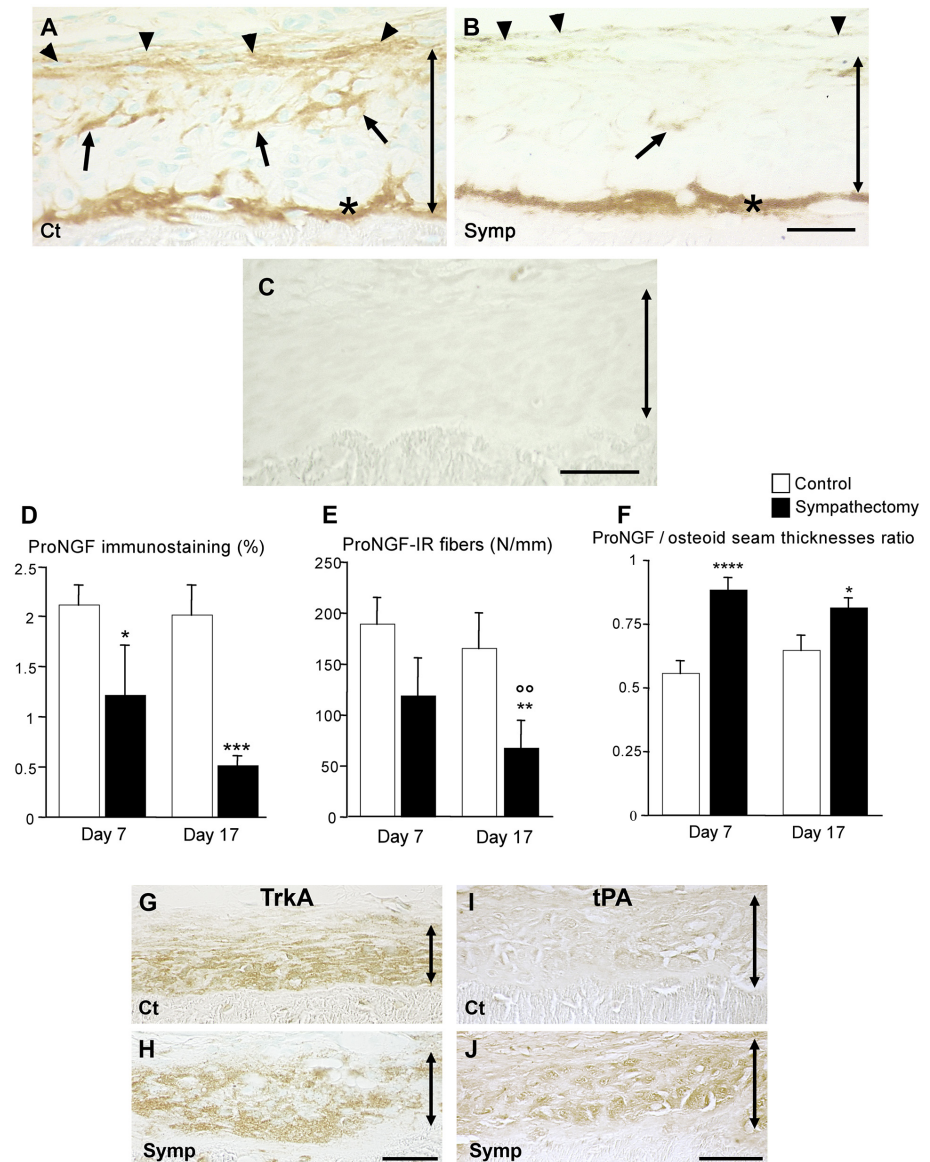 A
B
*
*
Ct
Symp
C
Control
Sympathectomy
D
E
F
ProNGF immunostaining (%)
ProNGF-IR fibers (N/mm)
ProNGF / osteoid seam thicknesses ratio
2.5
2
1.5
1
0.5
0
*
***
Day 7
Day 17
250
200
150
100
50
0
°°
**
Day 7
Day 17
1
0.75
0.5
0.25
0
****
*
Day 7
Day 17
G
TrkA
I
tPA
Ct
Ct
H
J
Symp
Symp